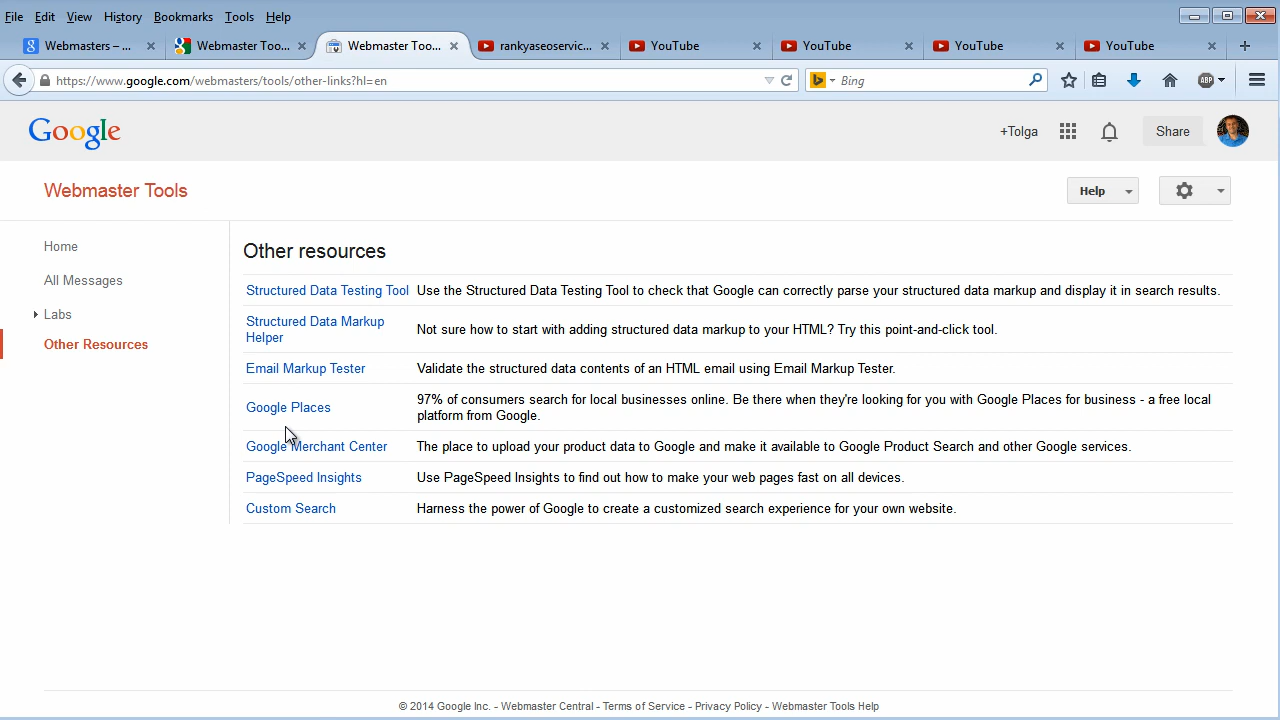 File Edit View History Bookmarks Tools Help
Webmasters – ... Webmaster Too... Webmaster Too... rankyaseoservic... YouTube YouTube YouTube YouTube
https://www.google.com/webmasters/tools/other-links?hl=en Bing ABP
Google +Tolga Share
Webmaster Tools Help
Home
All Messages
Labs
Other Resources
Other resources
Structured Data Testing Tool Use the Structured Data Testing Tool to check that Google can correctly parse your structured data markup and display it in search results.
Structured Data Markup
Helper
Not sure how to start with adding structured data markup to your HTML? Try this point-and-click tool.
Email Markup Tester Validate the structured data contents of an HTML email using Email Markup Tester.
Google Places
97% of consumers search for local businesses online. Be there when they're looking for you with Google Places for business - a free local
platform from Google.
Google Merchant Center The place to upload your product data to Google and make it available to Google Product Search and other Google services.
PageSpeed Insights Use PageSpeed Insights to find out how to make your web pages fast on all devices.
Custom Search Harness the power of Google to create a customized search experience for your own website.
© 2014 Google Inc. - Webmaster Central - Terms of Service - Privacy Policy - Webmaster Tools Help